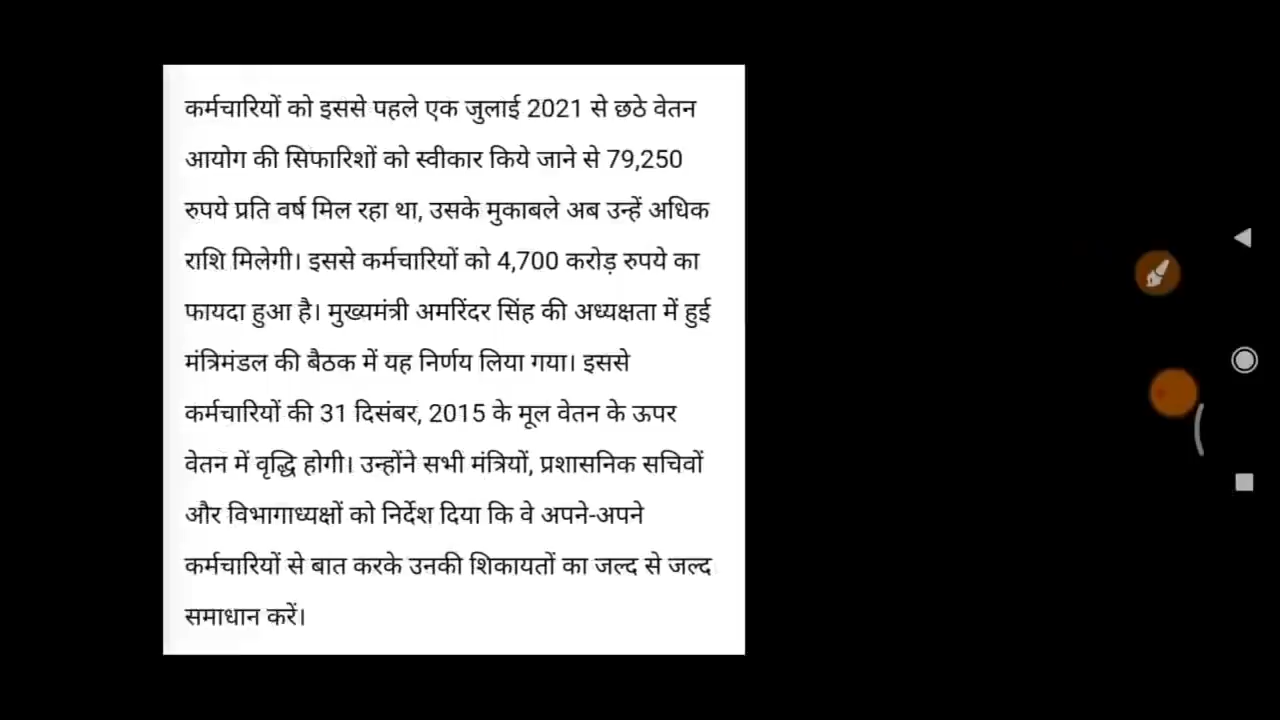 कर्मचारियों को इससे पहले एक जुलाई 2021 से छठे वेतन
आयोग की सिफारिशों को स्वीकार किये जाने से 79,250
रुपये प्रति वर्ष मिल रहा था, उसके मुकाबले अब उन्हें अधिक
राशि मिलेगी। इससे कर्मचारियों को 4,700 करोड़ रुपये का
फायदा हुआ है। मुख्यमंत्री अमरिंदर सिंह की अध्यक्षता में हुई
मंत्रिमंडल की बैठक में यह निर्णय लिया गया। इससे
कर्मचारियों की 31 दिसंबर, 2015 के मूल वेतन के ऊपर
वेतन में वृद्धि होगी। उन्होंने सभी मंत्रियों, प्रशासनिक सचिवों
और विभागाध्यक्षों को निर्देश दिया कि वे अपने-अपने
कर्मचारियों से बात करके उनकी शिकायतों का जल्द से जल्द
समाधान करें।